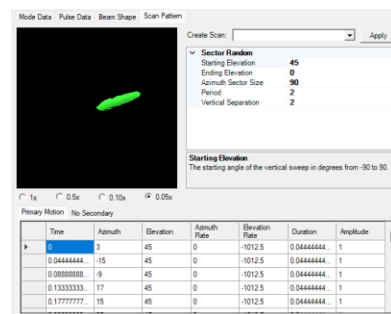 Mode Data Pulse Data Beam Shape Scan Pattern
Create Scan: Apply
Sector Random
Starting Elevation 45
Ending Elevation 0
Azimuth Sector Size 90
Period 2
Vertical Separation 2
Starting Elevation
The starting angle of the vertical sweep in degrees from -90 to 90.
1x 0.5x 0.10x 0.05x
Primary Motion No Secondary
Time Azimuth Elevation Azimuth Rate Elevation Rate Duration Amplitude
0 3 45 0 -1012.5 0.04444444... 1
0.04444444... -15 45 0 -1012.5 0.04444444... 1
0.08888888... -9 45 0 -1012.5 0.04444444... 1
0.13333333... 17 45 0 -1012.5 0.04444444... 1
0.17777777... 15 45 0 -1012.5 0.04444444... 1